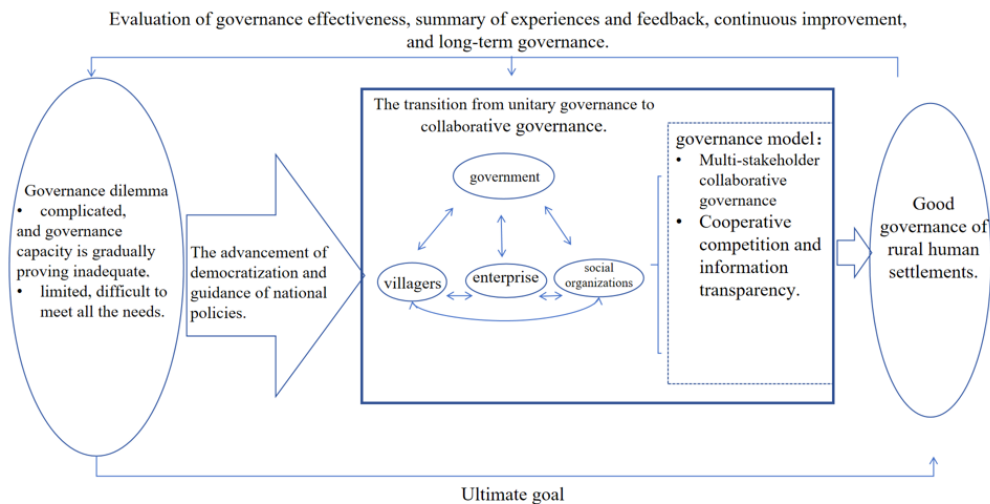 Evaluation of governance effectiveness, summary of experiences and feedback, continuous improvement,
and long-term governance.
Governance dilemma
• complicated,
and governance
capacity is gradually
proving inadequate.
• limited, difficult to
meet all the needs.
The advancement of
democratization and
guidance of national
policies.
The transition from unitary governance to
collaborative governance.
government
villagers
enterprise
social
organizations
governance model：
• Multi-stakeholder
collaborative
governance
• Cooperative
competition and
information
transparency.
Good
governance of
rural human
settlements.
Ultimate goal